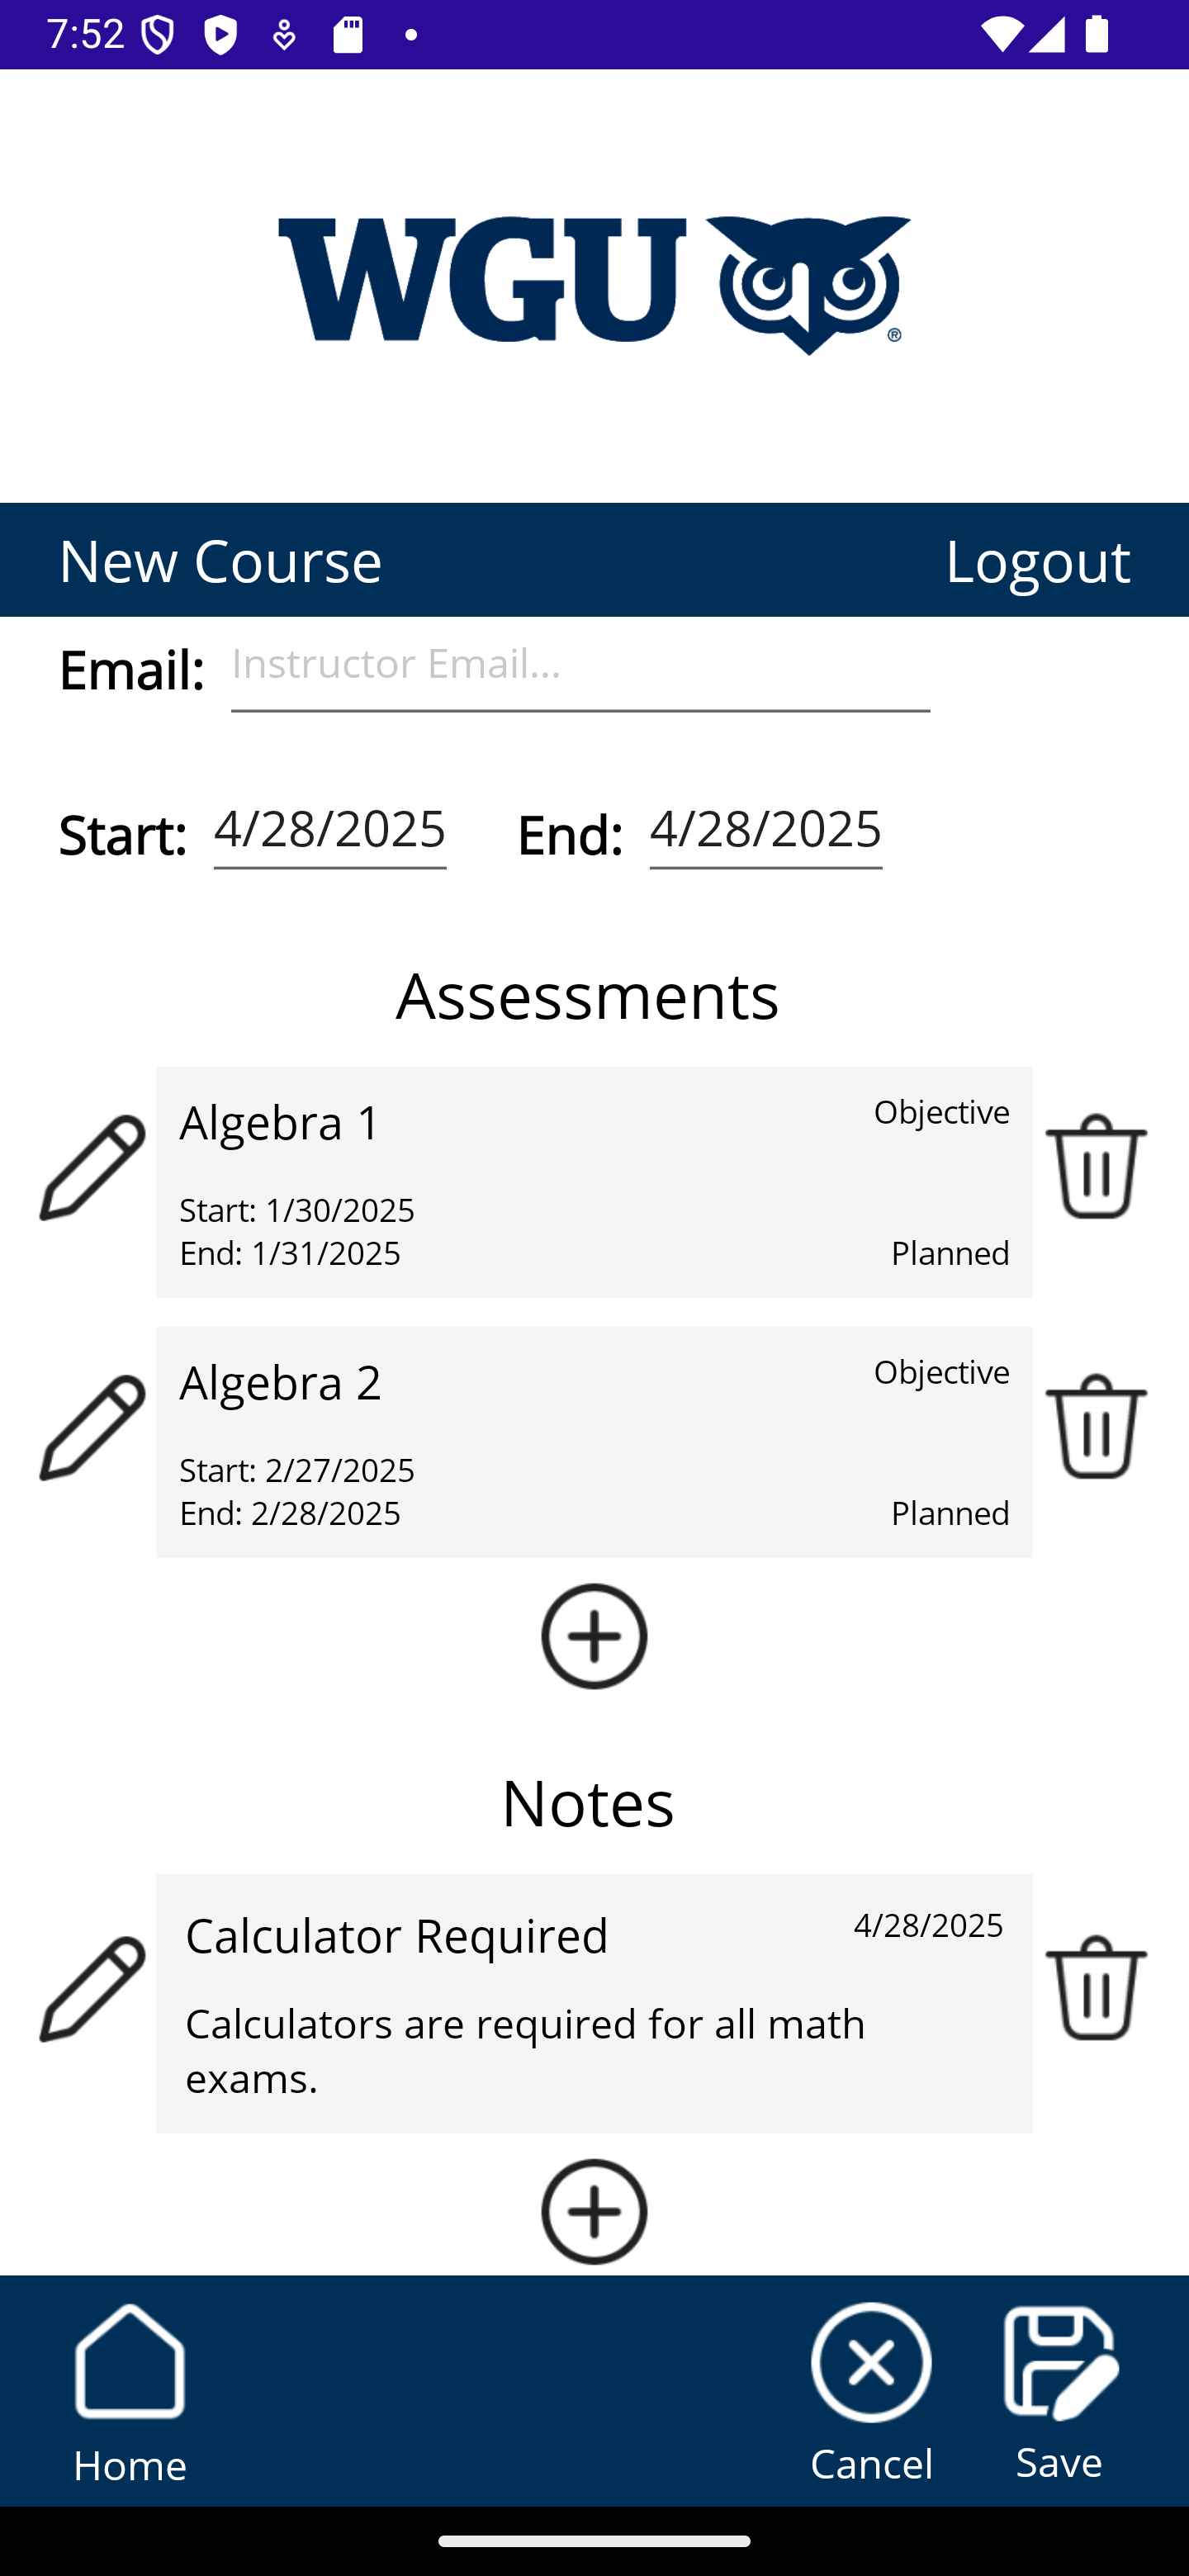 7:52
WGU ®
New Course Logout
Email: Instructor Email...
Start: 4/28/2025 End: 4/28/2025
Assessments
Algebra 1 Objective
Start: 1/30/2025
End: 1/31/2025 Planned
Algebra 2 Objective
Start: 2/27/2025
End: 2/28/2025 Planned
Notes
Calculator Required 4/28/2025
Calculators are required for all math
exams.
Home Cancel Save